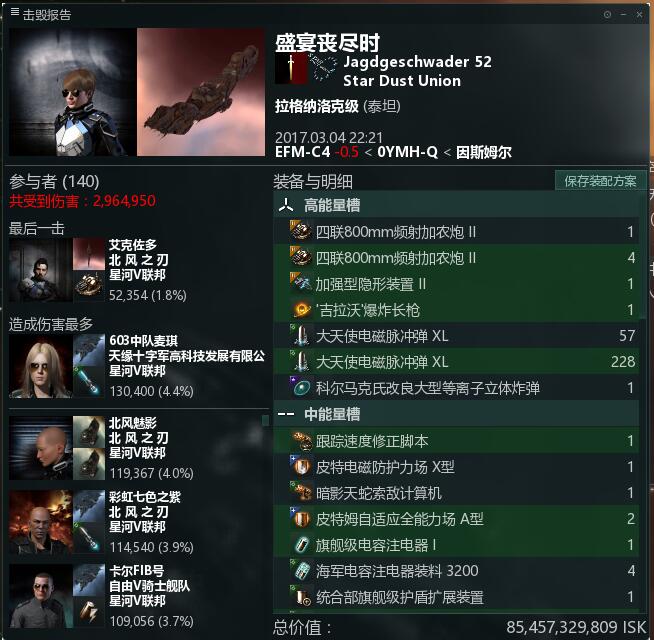 击毁报告
盛宴丧尽时
Jagdgeschwader 52
Star Dust Union
拉格纳洛克级 (泰坦)
2017.03.04 22:21
EFM-C4 -0.5 < 0YMH-Q < 因斯姆尔
参与者 (140)
共受到伤害：2,964,950
最后一击
艾克佐多
北 风 之 刃
星河V联邦
52,354 (1.8%)
造成伤害最多
603中队麦琪
天缘十字军高科技发展有限公
星河V联邦
130,400 (4.4%)
北风魅影
北 风 之 刃
星河V联邦
119,367 (4.0%)
彩虹七色之紫
北 风 之 刃
星河V联邦
114,540 (3.9%)
卡尔FIB号
自由V骑士舰队
星河V联邦
109,056 (3.7%)
装备与明细
保存装配方案
高能量槽
四联800mm频射加农炮 II 1
四联800mm频射加农炮 II 4
加强型隐形装置 II 1
'吉拉沃'爆炸长枪 1
大天使电磁脉冲弹 XL 57
大天使电磁脉冲弹 XL 228
科尔马克氏改良大型等离子立体炸弹 1
中能量槽
跟踪速度修正脚本 1
皮特电磁防护力场 X型 1
暗影天蛇索敌计算机 1
皮特姆自适应全能力场 A型 2
旗舰级电容注电器 I 1
海军电容注电器装料 3200 4
统合部旗舰级护盾扩展装置 1
总价值： 85,457,329,809 ISK